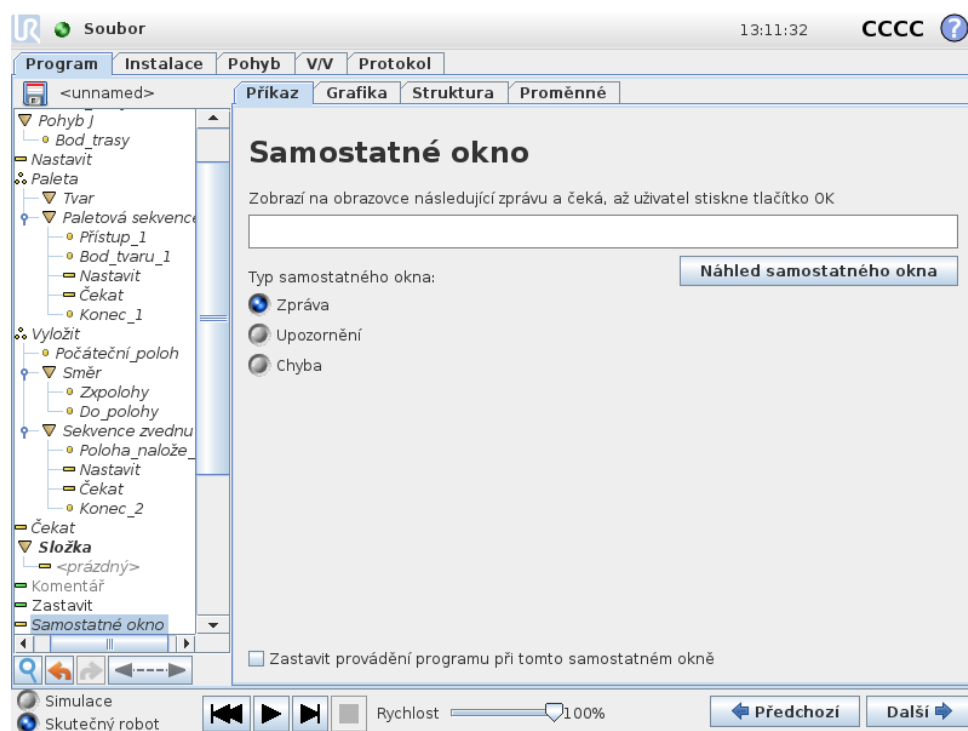 UR Soubor 13:11:32 CCCC ?
Program Instalace Pohyb V/V Protokol
<unnamed> Příkaz Grafika Struktura Proměnné
Pohyb J
Bod_trasy
Nastavit
Paleta
Tvar
Paletová sekvence
Přístup_1
Bod_tvaru_1
Nastavit
Čekat
Konec_1
Vyložit
Počáteční_poloh
Směr
Zxpolohy
Do_polohy
Sekvence zvednu
Poloha_nalože_
Nastavit
Čekat
Konec_2
Čekat
Složka
<prázdný>
Komentář
Zastavit
Samostatné okno
Samostatné okno
Zobrazí na obrazovce následující zprávu a čeká, až uživatel stiskne tlačítko OK
Náhled samostatného okna
Typ samostatného okna:
Zpráva
Upozornění
Chyba
Zastavit provádění programu při tomto samostatném okně
Simulace
Skutečný robot
Rychlost 100%
Předchozí Další